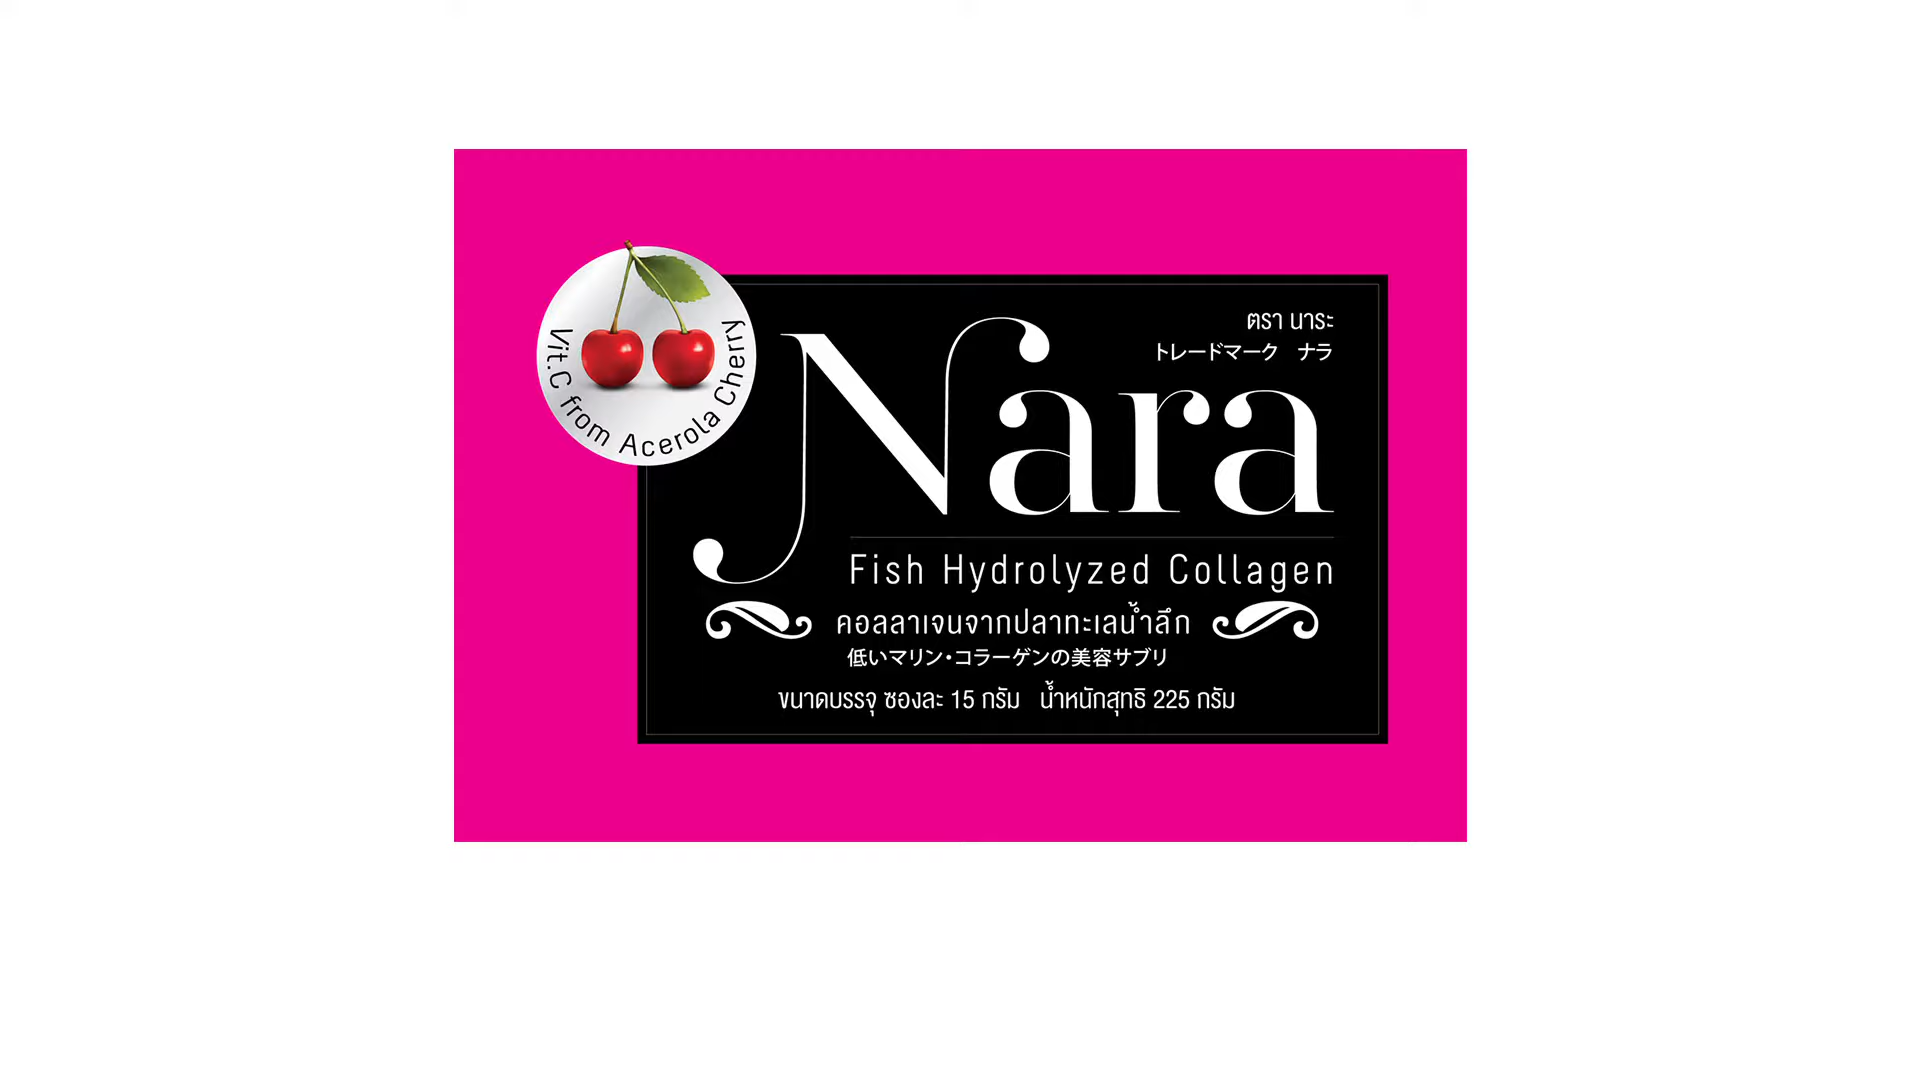 Vit.C from Acerola Cherry
ตรา นาระ
トレードマーク ナラ
Nara
Fish Hydrolyzed Collagen
คอลลาเจนจากปลาทะเลน้ำลึก
低いマリン・コラーゲンの美容サブリ
ขนาดบรรจุ ซองละ 15 กรัม น้ำหนักสุทธิ 225 กรัม